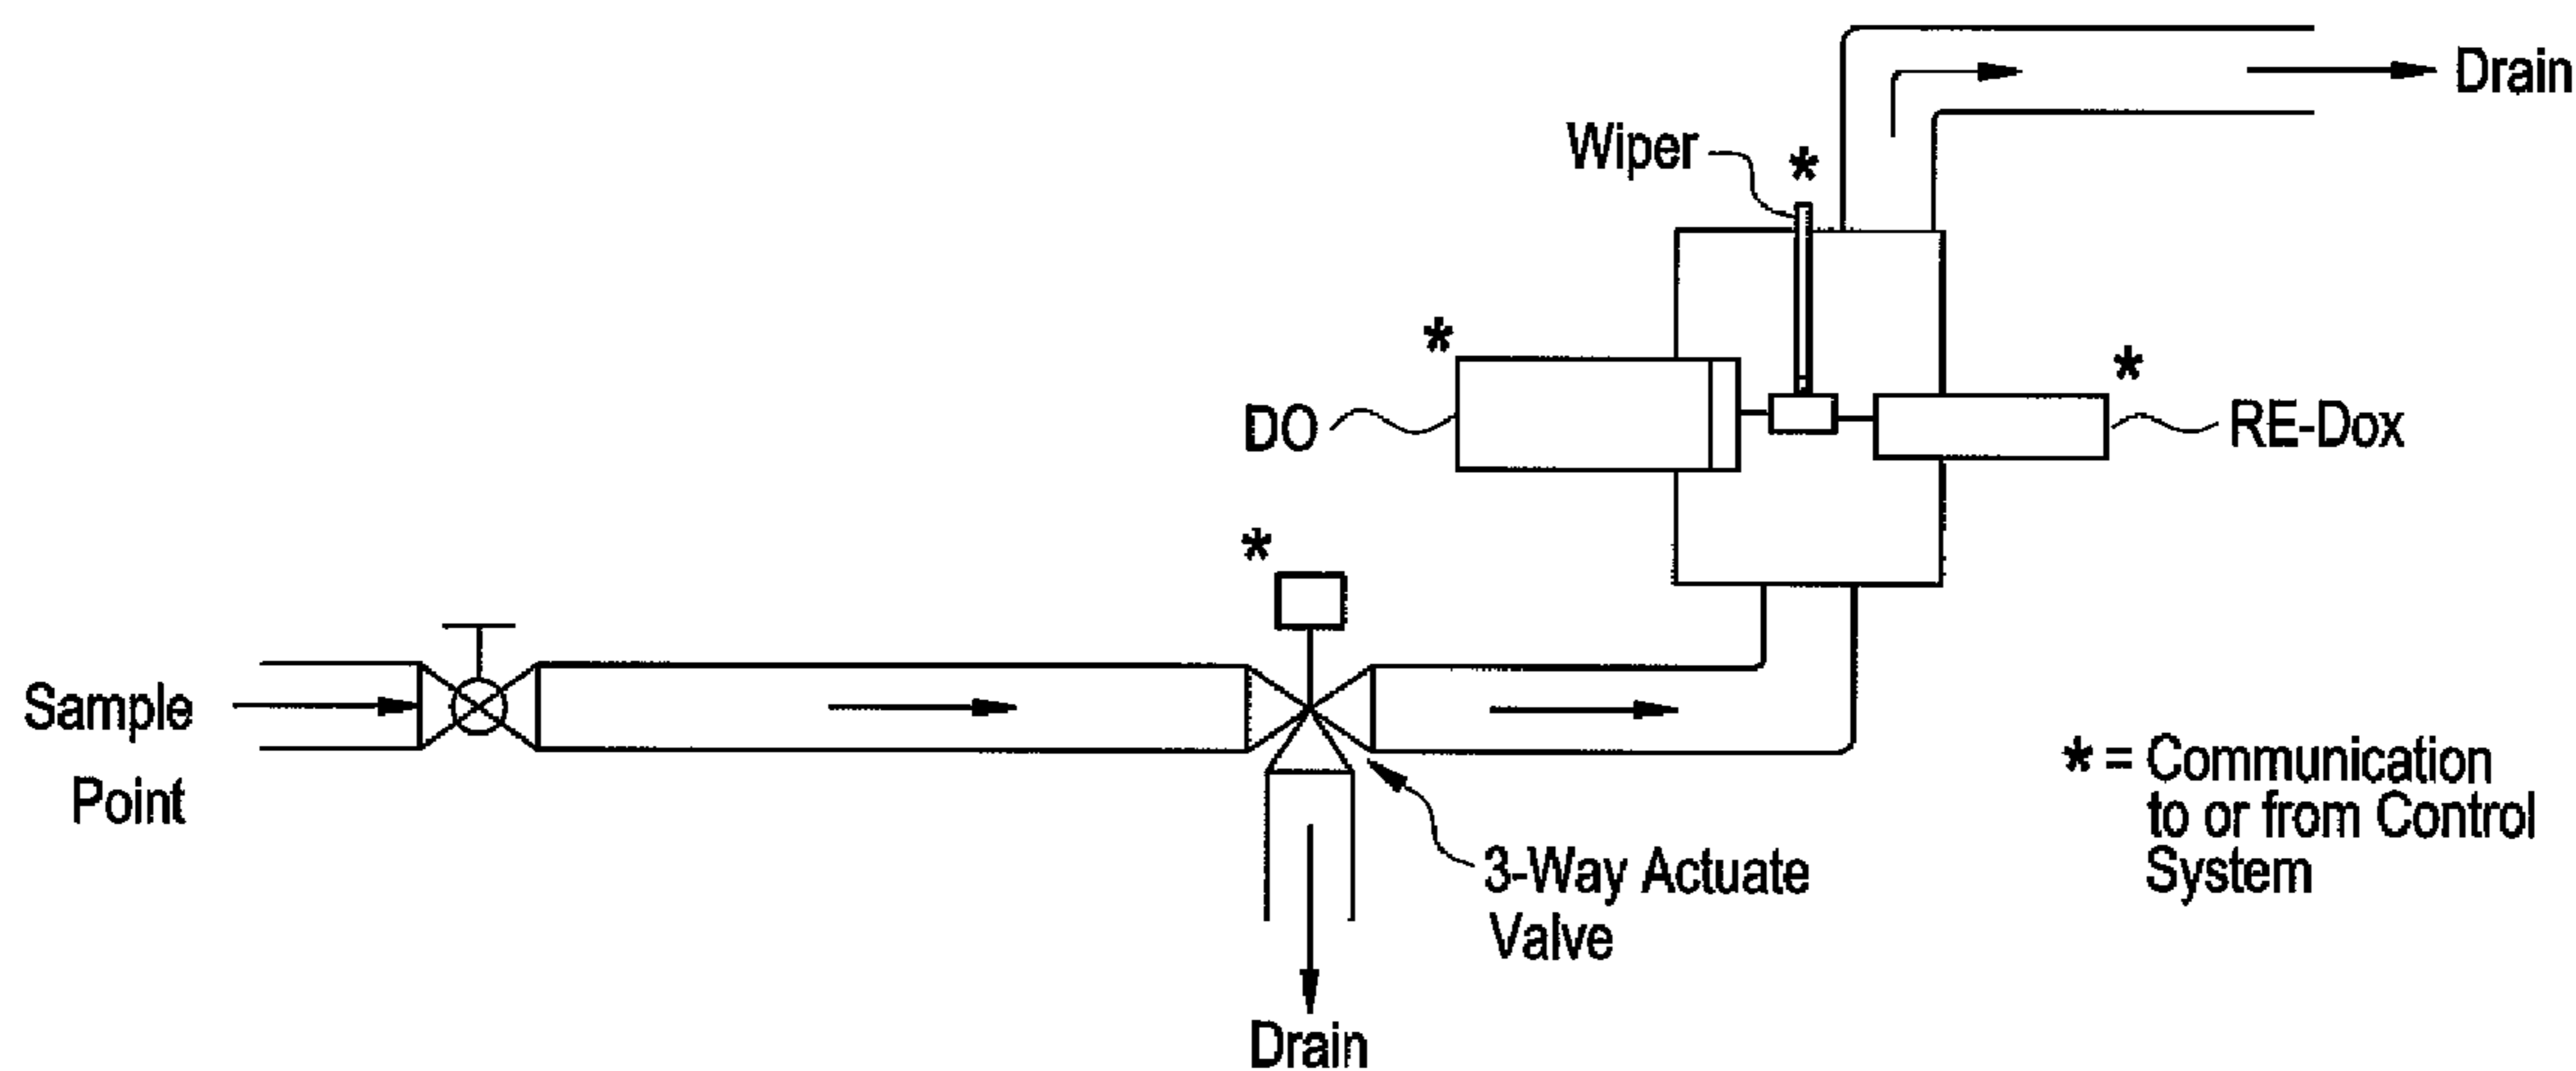 Drain
Wiper
*
*
*
DO
RE-Dox
*
Sample
Point
* = Communication
to or from Control
System
3-Way Actuate
Valve
Drain